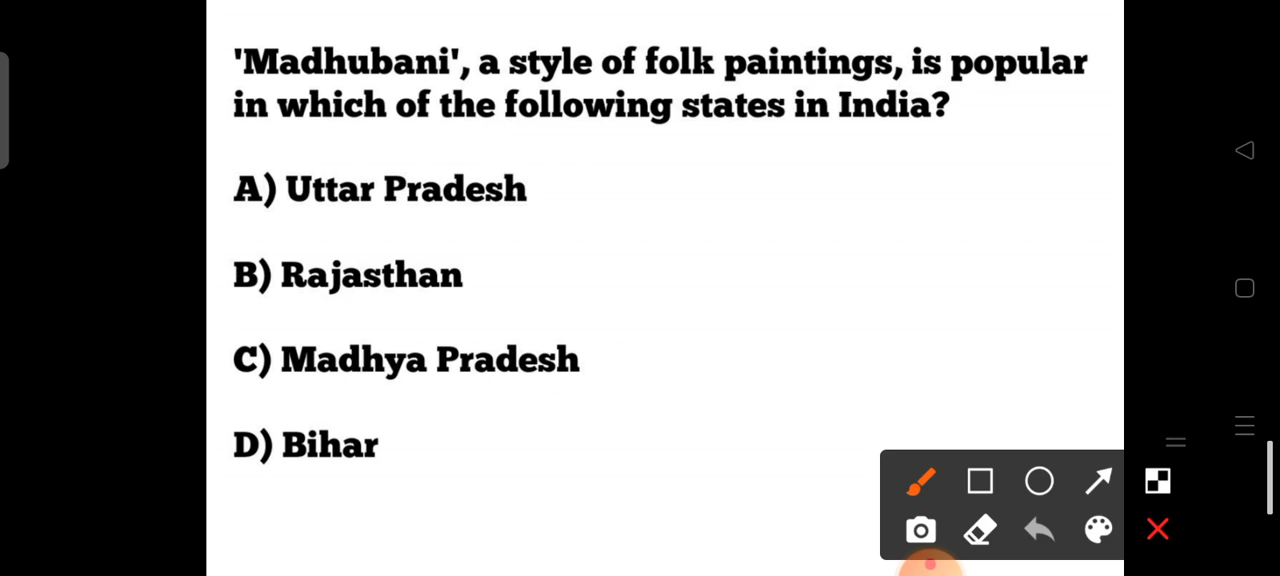 'Madhubani', a style of folk paintings, is popular
in which of the following states in India?
A) Uttar Pradesh
B) Rajasthan
C) Madhya Pradesh
D) Bihar